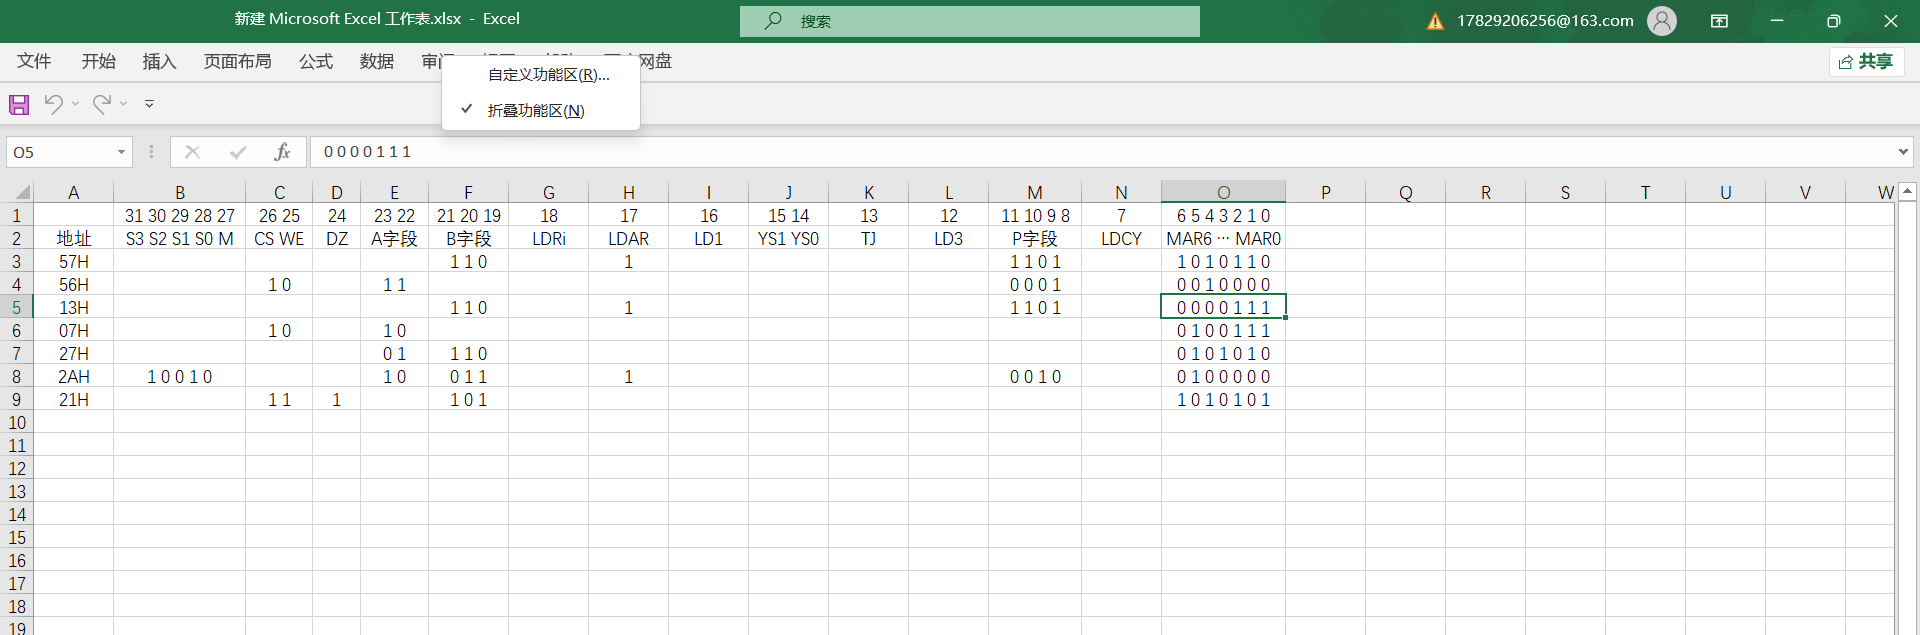 新建 Microsoft Excel 工作表.xlsx - Excel
搜索
17829206256@163.com
文件 开始 插入 页面布局 公式 数据 审 网盘
共享
自定义功能区(R)...
折叠功能区(N)
O5
fx
0 0 0 0 1 1 1
A B C D E F G H I J K L M N O P Q R S T U V W
1 31 30 29 28 27 26 25 24 23 22 21 20 19 18 17 16 15 14 13 12 11 10 9 8 7 6 5 4 3 2 1 0
2 地址 S3 S2 S1 S0 M CS WE DZ A字段 B字段 LDRi LDAR LD1 YS1 YS0 TJ LD3 P字段 LDCY MAR6 ··· MAR0
3 57H 1 1 0 1 1 1 0 1 1 0 1 0 1 1 0
4 56H 1 0 1 1 0 0 0 1 0 0 1 0 0 0 0
5 13H 1 1 0 1 1 1 0 1 0 0 0 0 1 1 1
6 07H 1 0 1 0 0 1 0 0 1 1 1
7 27H 0 1 1 1 0 0 1 0 1 0 1 0
8 2AH 1 0 0 1 0 1 0 0 1 1 1 0 0 1 0 0 1 0 0 0 0 0
9 21H 1 1 1 1 0 1 1 0 1 0 1 0 1
10
11
12
13
14
15
16
17
18
19